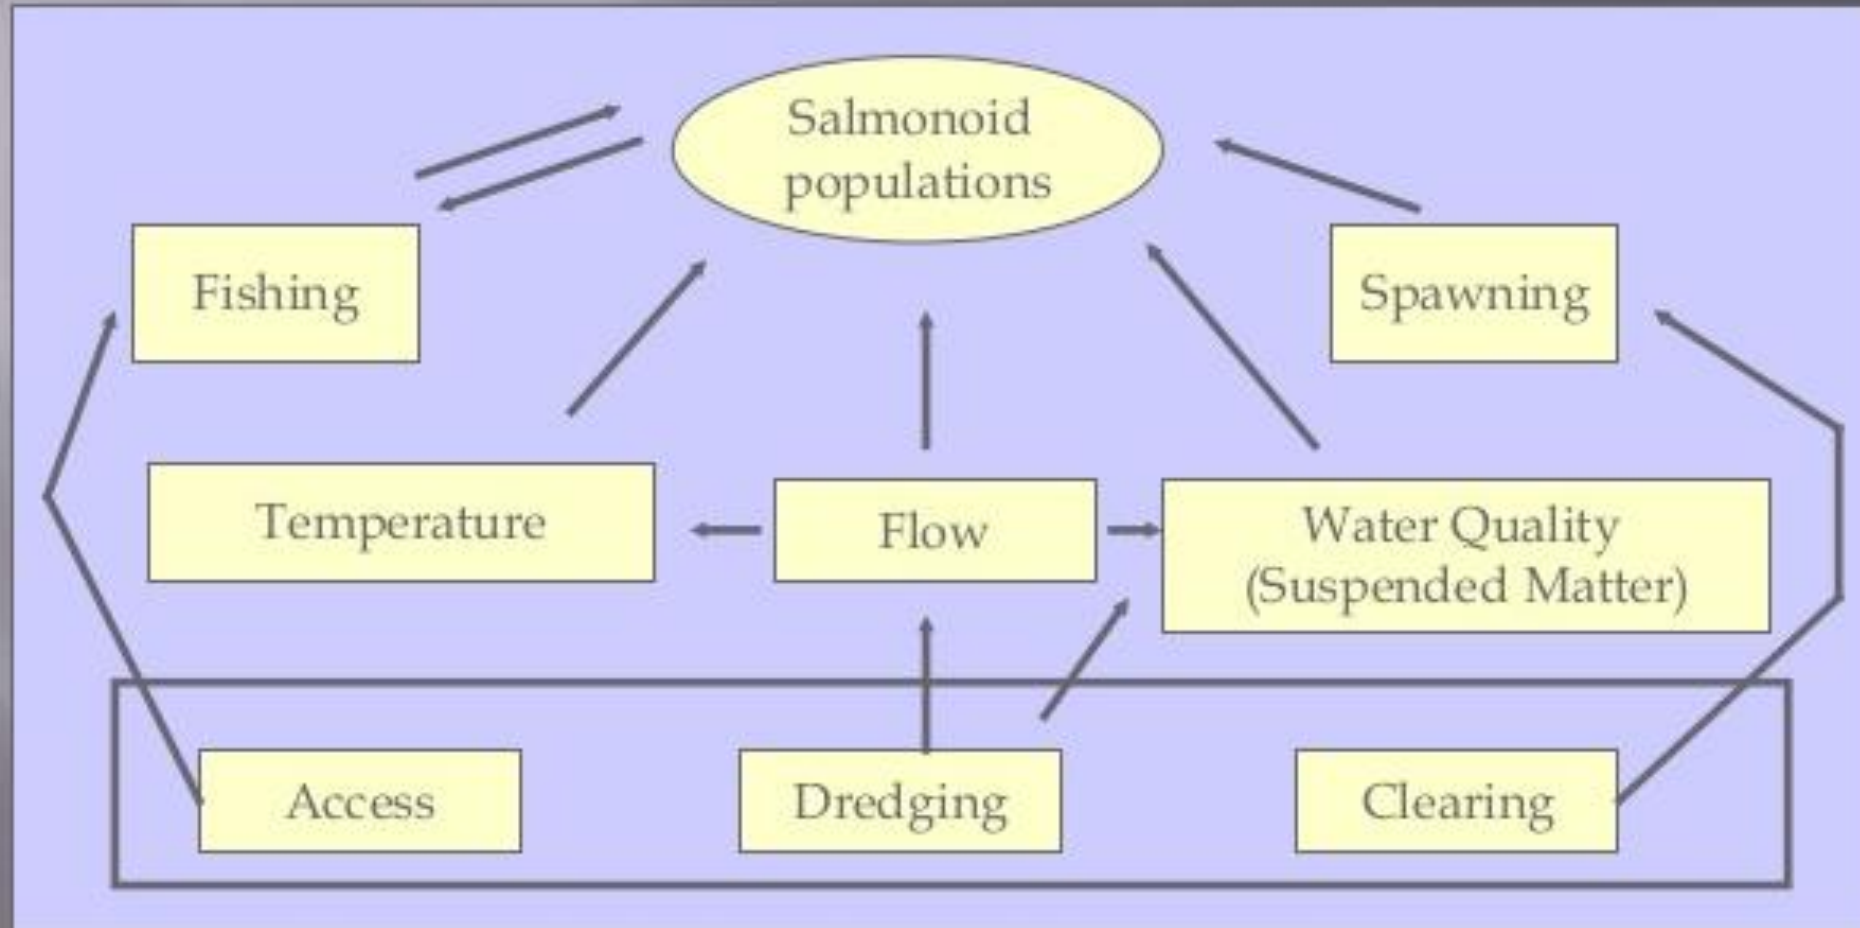 Salmonoid
populations
Fishing
Spawning
Temperature
Flow
Water Quality
(Suspended Matter)
Access
Dredging
Clearing